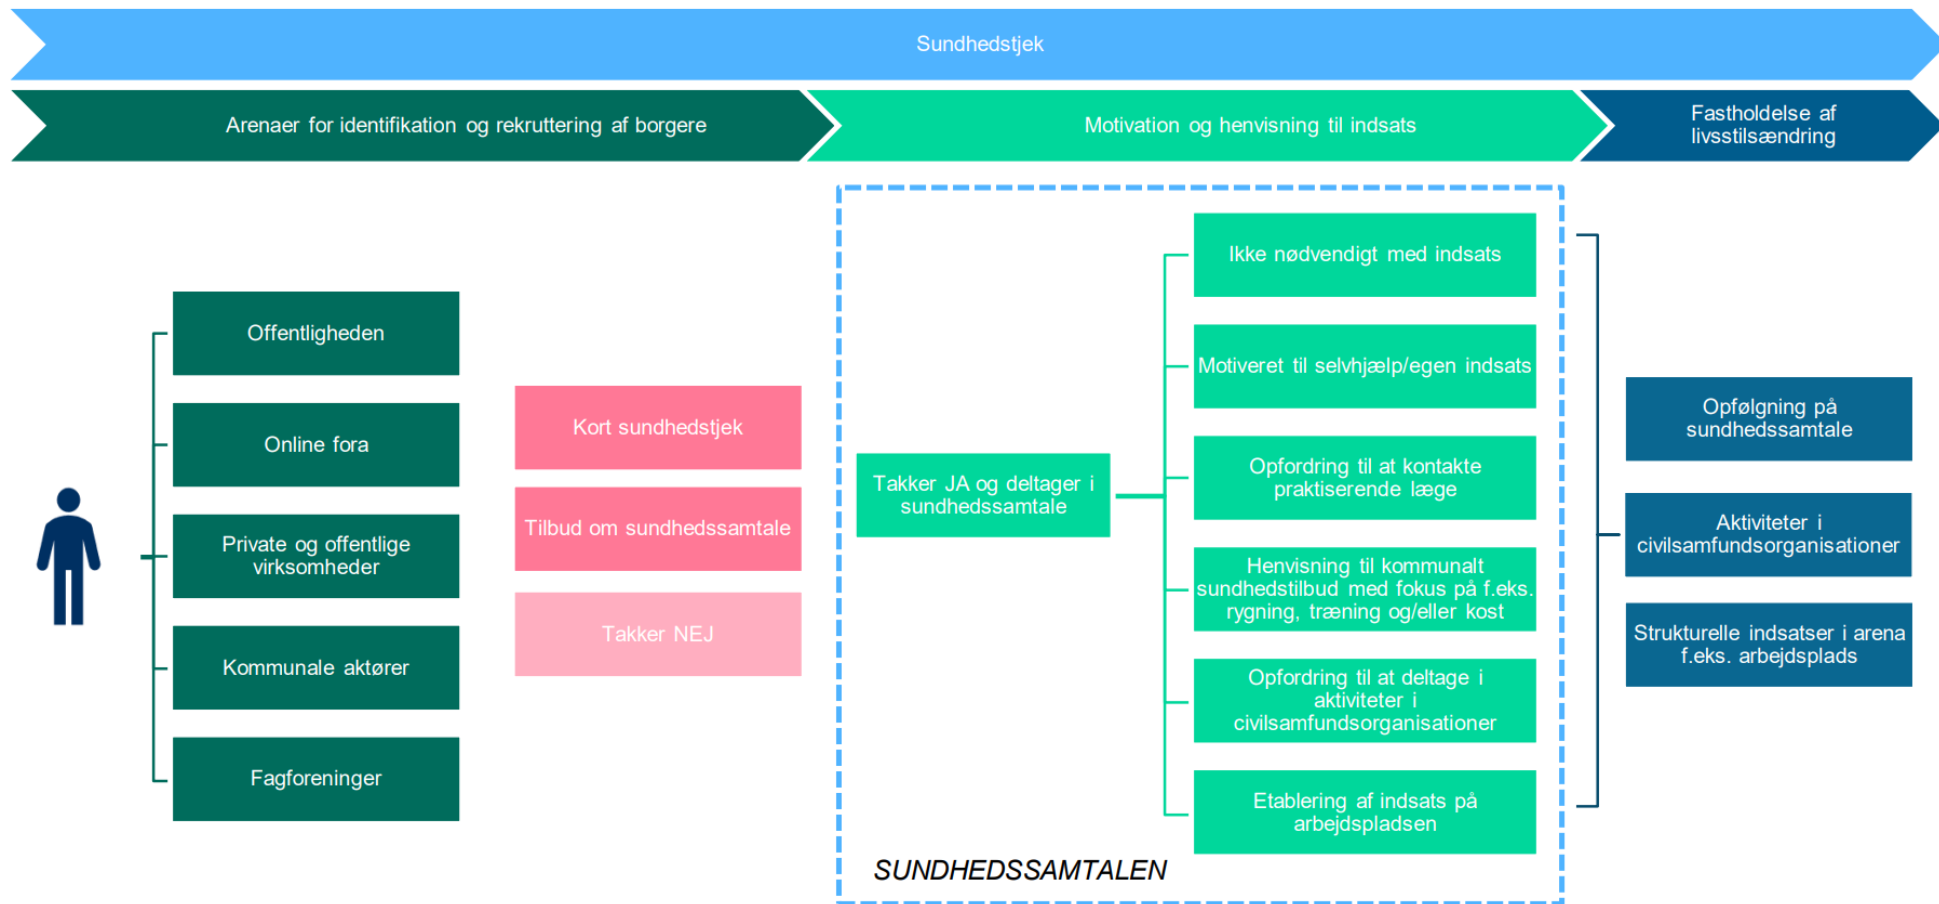 Sundhedstjek
Arenaer for identifikation og rekruttering af borgere
Motivation og henvisning til indsats
Fastholdelse af
livsstilsændring
Offentligheden
Online fora
Private og offentlige
virksomheder
Kommunale aktører
Fagforeninger
Kort sundhedstjek
Tilbud om sundhedssamtale
Takker NEJ
Takker JA og deltager i
sundhedssamtale
Ikke nødvendigt med indsats
Motiveret til selvhjælp/egen indsats
Opfordring til at kontakte
praktiserende læge
Henvisning til kommunalt
sundhedstilbud med fokus på f.eks.
rygning, træning og/eller kost
Opfordring til at deltage i
aktiviteter i
civilsamfundsorganisationer
Etablering af indsats på
arbejdspladsen
SUNDHEDSSAMTALEN
Opfølgning på
sundhedssamtale
Aktiviteter i
civilsamfundsorganisationer
Strukturelle indsatser i arena
f.eks. arbejdsplads